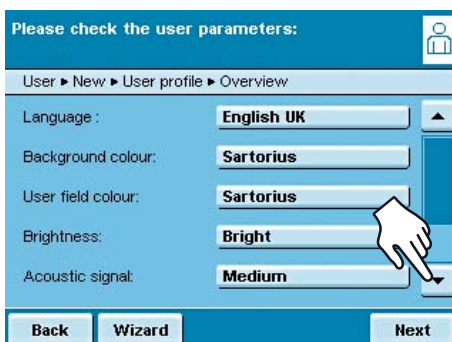 Please check the user parameters:
User ▸ New ▸ User profile ▸ Overview
Language : English UK
Background colour: Sartorius
User field colour: Sartorius
Brightness: Bright
Acoustic signal: Medium
Back Wizard Next